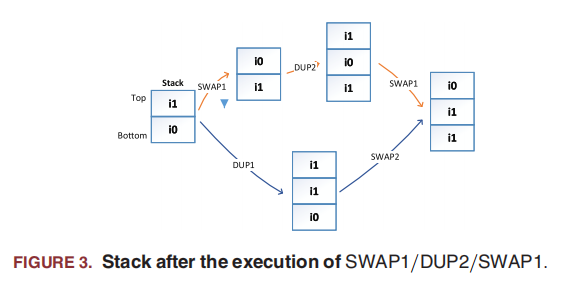 i1
i0
i1
i0
i1
DUP2
SWAP1
Stack
SWAP1
Top
i1
Bottom
i0
i0
i1
i1
DUP1
i1
i1
i0
SWAP2
FIGURE 3. Stack after the execution of SWAP1/DUP2/SWAP1.